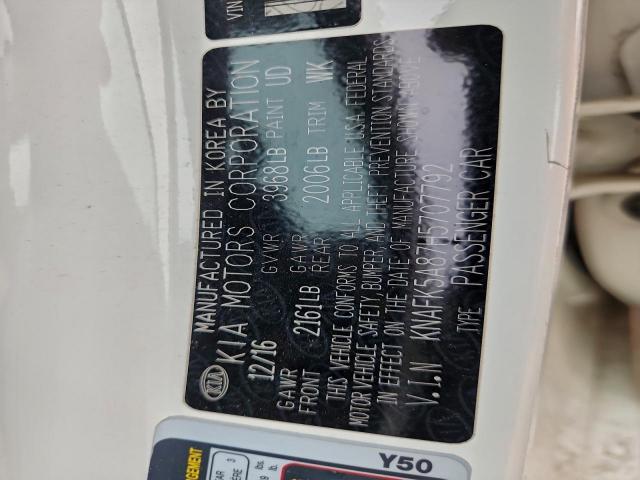 VIN
MANUFACTURED IN KOREA BY
KIA KIA MOTORS CORPORATION
12/16 GVWR 3968LB PAINT UD
GAWR FRONT 2161LB GAWR REAR 2006LB TRIM WK
THIS VEHICLE CONFORMS TO ALL APPLICABLE U.S.A FEDERAL
MOTOR VEHICLE SAFETY BUMPER AND THEFT PREVENTION STANDARDS
IN EFFECT ON THE DATE OF MANUFACTURE SHOWN ABOVE
V.I.N KNAFK5A87H5707792
TYPE PASSENGER CAR
Y50